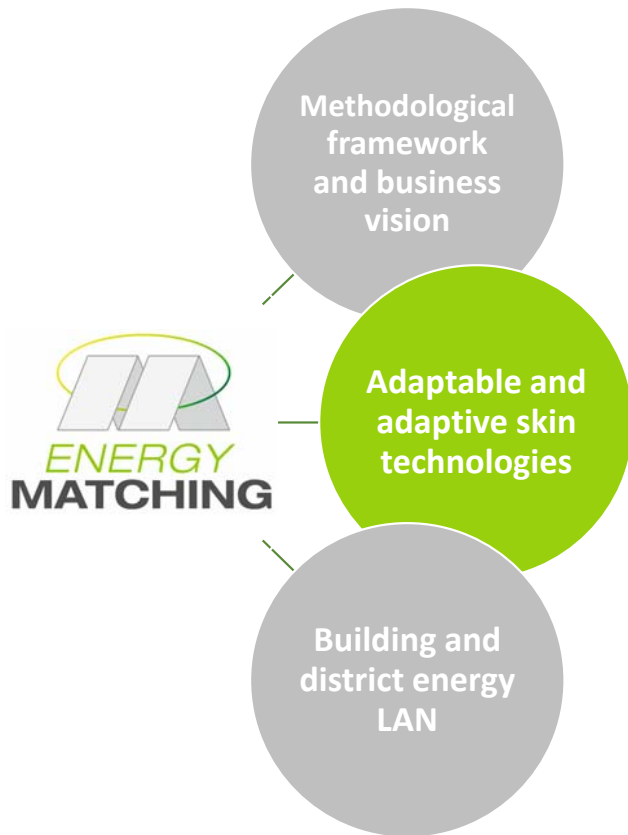 Methodological
framework
and business
vision
Adaptable and
adaptive skin
technologies
ENERGY
MATCHING
Building and
district energy
LAN